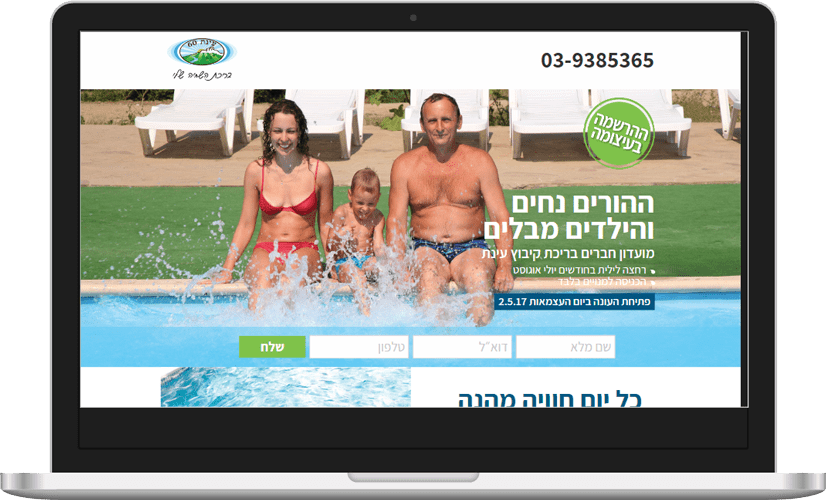 עינת 60
בריכת השחיה שלי
03-9385365
ההרשמה
בעיצומה
ההורים נחים
והילדים מבלים
מועדון חברים בריכת קיבוץ עינת
רחצה לילית בחודשים יולי אוגוסט
הכניסה למנויים בלבד
פתיחת העונה ביום העצמאות 2.5.17
שם מלא
דוא"ל
טלפון
שלח
כל יום חוויה מהנה